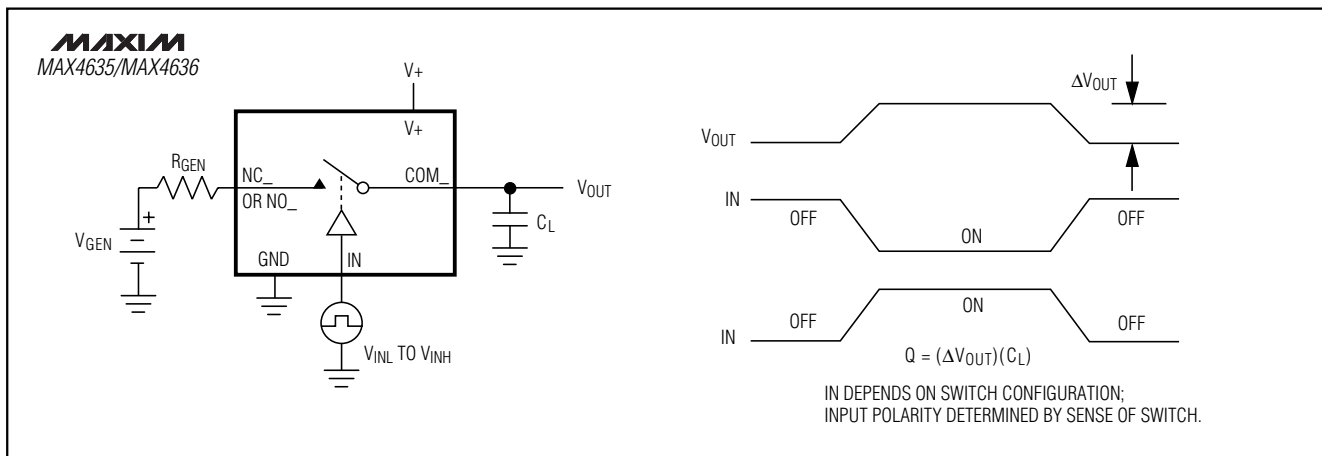 MAXIM
MAX4635/MAX4636
V+
V+
RGEN
NC_
OR NO_
COM_
VOUT
CL
+
VGEN
GND
IN
VINL TO VINH
ΔVOUT
VOUT
IN
OFF
ON
OFF
IN
OFF
ON
OFF
Q = (ΔVOUT)(CL)
IN DEPENDS ON SWITCH CONFIGURATION;
INPUT POLARITY DETERMINED BY SENSE OF SWITCH.